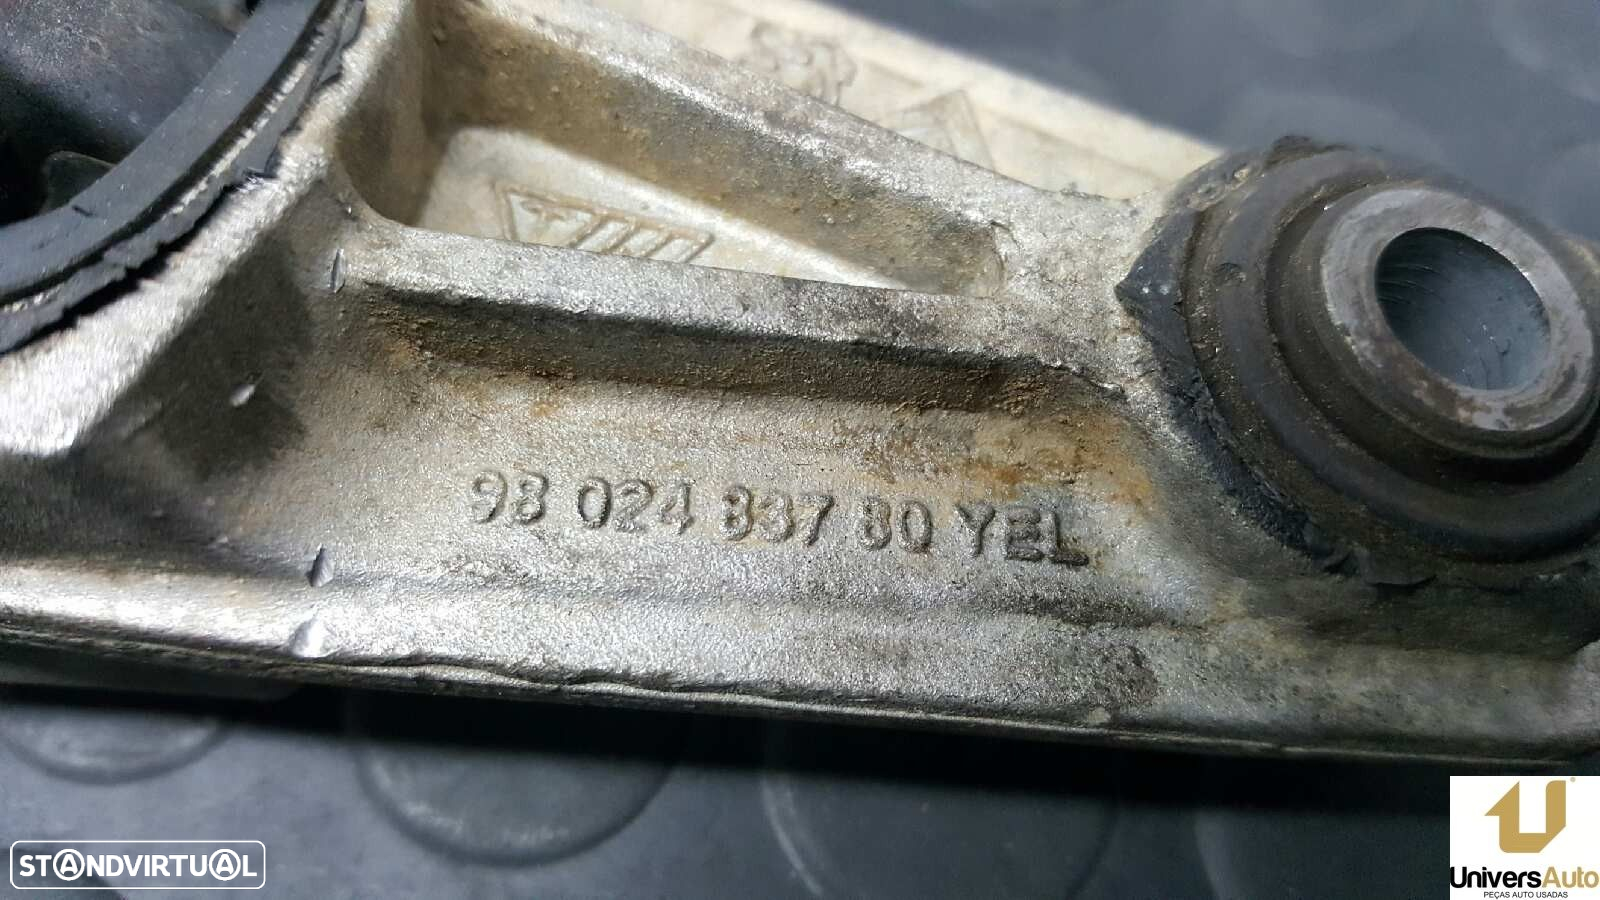 98 024 837 80 YEL
STANDVIRTUAL
UniversAuto
PEÇAS AUTO USADAS